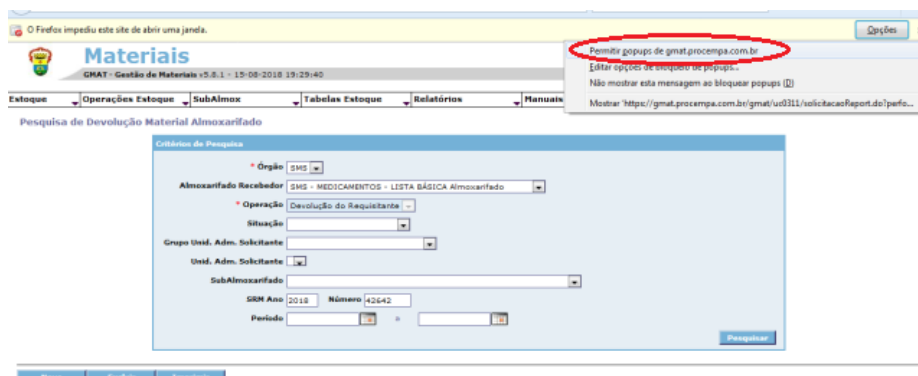 O Firefox impediu este site de abrir uma janela.
Opções
Permitir popups de gmat.procempa.com.br
Editar opções de bloqueio de popups...
Não mostrar esta mensagem ao bloquear popups (D)
Mostrar 'https://gmat.procempa.com.br/gmat/uc0311/solicitacaoReport.do?perfo...
Materiais
GMAT - Gestão de Materiais v5.8.1 - 15-08-2018 19:29:40
Estoque Operações Estoque SubAlmox Tabelas Estoque Relatórios Manuais
Pesquisa de Devolução Material Almoxarifado
Critérios de Pesquisa
* Órgão SMS
Almoxarifado Recebedor SMS - MEDICAMENTOS - LISTA BÁSICA Almoxarifado
* Operação Devolução do Requisitante
Situação
Grupo Unid. Adm. Solicitante
Unid. Adm. Solicitante
SubAlmoxarifado
SRM Ano 2018 Número 42642
Período a
Pesquisar